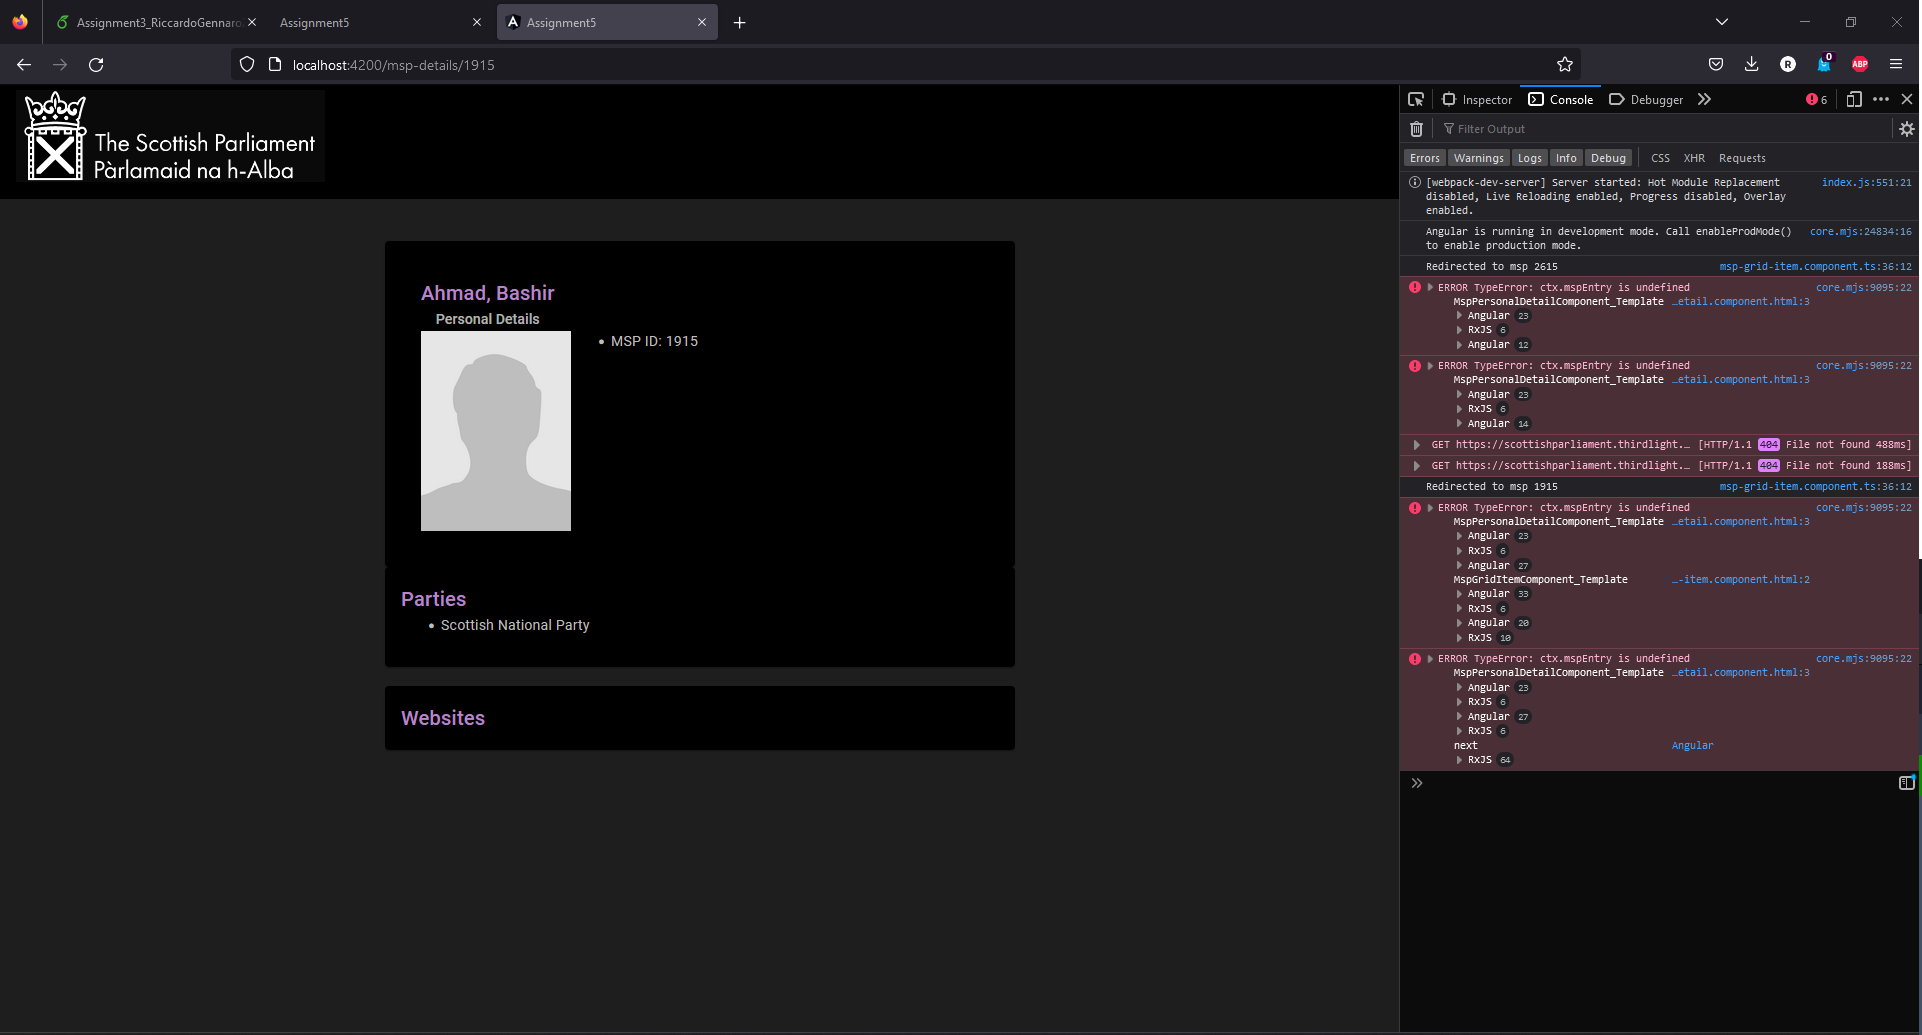 Assignment3_RiccardoGennaro.
Assignment5
Assignment5
localhost:4200/msp-details/1915
R
0
ABP
The Scottish Parliament
Pàrlamaid na h-Alba
Ahmad, Bashir
Personal Details
MSP ID: 1915
Parties
Scottish National Party
Websites
Inspector Console Debugger 6
Filter Output
Errors Warnings Logs Info Debug CSS XHR Requests
[webpack-dev-server] Server started: Hot Module Replacement index.js:551:21
disabled, Live Reloading enabled, Progress disabled, Overlay
enabled.
Angular is running in development mode. Call enableProdMode() core.mjs:24834:16
to enable production mode.
Redirected to msp 2615 msp-grid-item.component.ts:36:12
ERROR TypeError: ctx.mspEntry is undefined core.mjs:9095:22
MspPersonalDetailComponent_Template …etail.component.html:3
Angular 23
RxJS 6
Angular 12
ERROR TypeError: ctx.mspEntry is undefined core.mjs:9095:22
MspPersonalDetailComponent_Template …etail.component.html:3
Angular 23
RxJS 6
Angular 14
GET https://scottishparliament.thirdlight.… [HTTP/1.1 404 File not found 488ms]
GET https://scottishparliament.thirdlight.… [HTTP/1.1 404 File not found 188ms]
Redirected to msp 1915 msp-grid-item.component.ts:36:12
ERROR TypeError: ctx.mspEntry is undefined core.mjs:9095:22
MspPersonalDetailComponent_Template …etail.component.html:3
Angular 23
RxJS 6
Angular 27
MspGridItemComponent_Template …-item.component.html:2
Angular 33
RxJS 6
Angular 20
RxJS 10
ERROR TypeError: ctx.mspEntry is undefined core.mjs:9095:22
MspPersonalDetailComponent_Template …etail.component.html:3
Angular 23
RxJS 6
Angular 27
RxJS 6
next Angular
RxJS 64